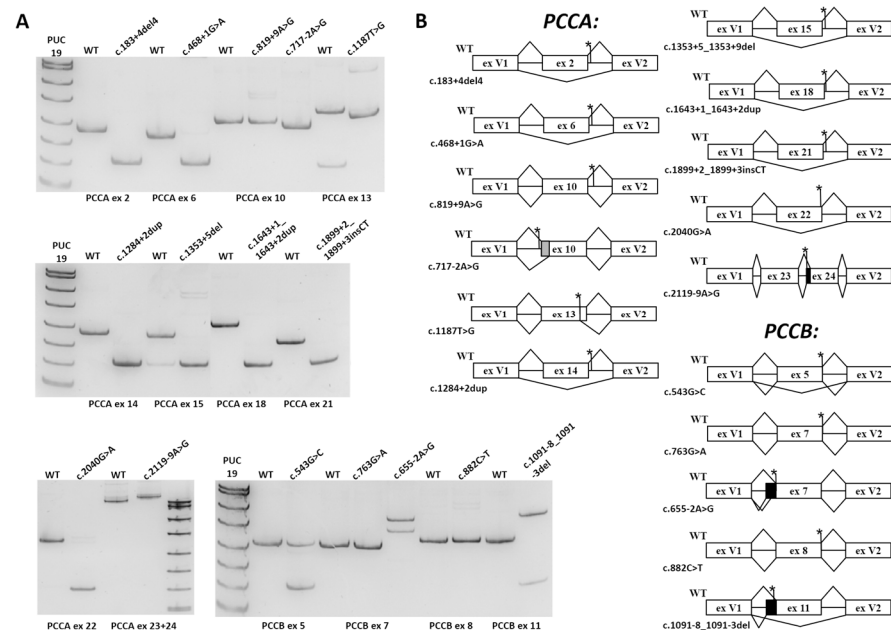 A
PUC
19
WT
c.183+4del4
WT
c.468+1G>A
WT
c.819+9A>G
c.717-2A>G
WT
c.1187T>G
PCCA ex 2
PCCA ex 6
PCCA ex 10
PCCA ex 13
PUC
19
WT
c.1284+2dup
WT
c.1353+5del
WT
c.1643+1_
1643+2dup
WT
c.1899+2_
1899+3insCT
PCCA ex 14
PCCA ex 15
PCCA ex 18
PCCA ex 21
WT
c.2040G>A
WT
c.2119-9A>G
PCCA ex 22
PCCA ex 23+24
PUC
19
WT
c.543G>C
WT
c.763G>A
c.655-2A>G
WT
c.882C>T
WT
c.1091-8_1091
-3del
PCCB ex 5
PCCB ex 7
PCCB ex 8
PCCB ex 11
B
PCCA:
WT
*
ex V1
ex 2
ex V2
c.183+4del4
WT
*
ex V1
ex 6
ex V2
c.468+1G>A
WT
*
ex V1
ex 10
ex V2
c.819+9A>G
WT
*
ex V1
ex 10
ex V2
c.717-2A>G
WT
*
ex V1
ex 13
ex V2
c.1187T>G
WT
*
ex V1
ex 14
ex V2
c.1284+2dup
WT
*
ex V1
ex 15
ex V2
c.1353+5_1353+9del
WT
*
ex V1
ex 18
ex V2
c.1643+1_1643+2dup
WT
*
ex V1
ex 21
ex V2
c.1899+2_1899+3insCT
WT
*
ex V1
ex 22
ex V2
c.2040G>A
WT
*
ex V1
ex 23
ex 24
ex V2
c.2119-9A>G
PCCB:
WT
*
ex V1
ex 5
ex V2
c.543G>C
WT
*
ex V1
ex 7
ex V2
c.763G>A
WT
*
ex V1
ex 7
ex V2
c.655-2A>G
WT
*
ex V1
ex 8
ex V2
c.882C>T
WT
*
ex V1
ex 11
ex V2
c.1091-8_1091-3del